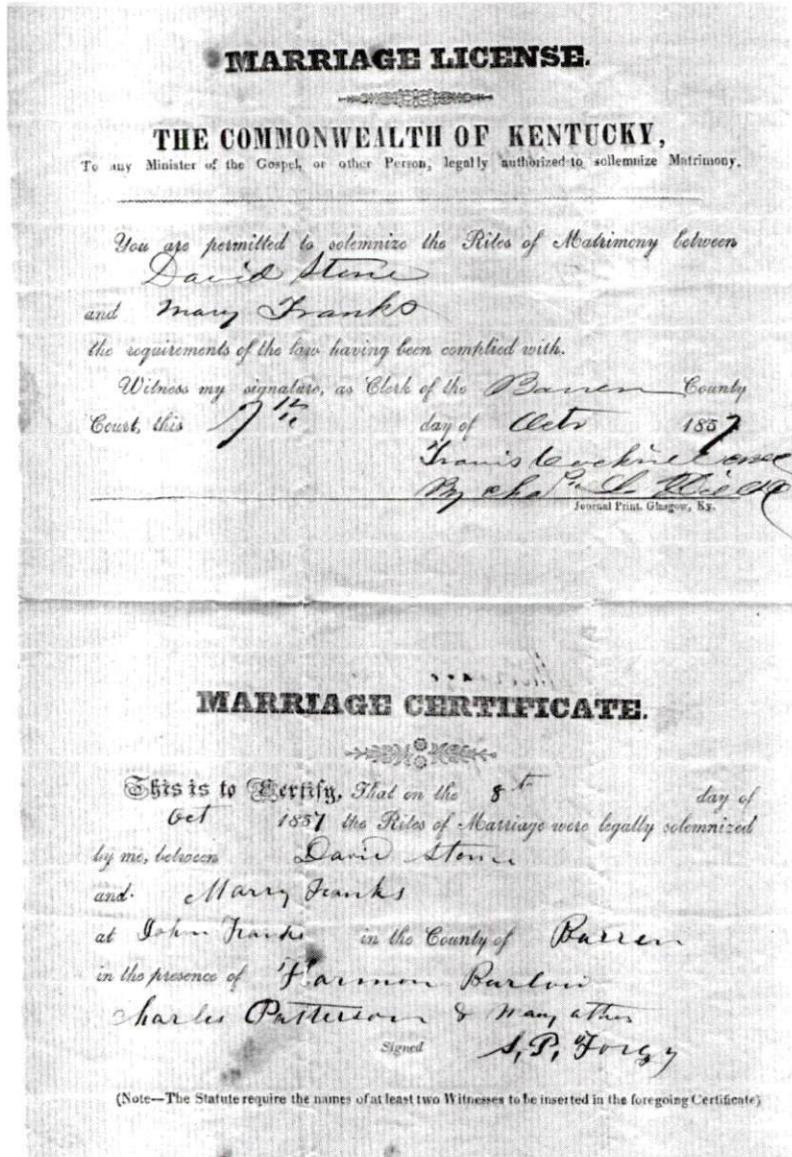 MARRIAGE LICENSE.
THE COMMONWEALTH OF KENTUCKY,
To any Minister of the Gospel, or other Person, legally authorized to sollemnize Matrimony.
You are permitted to solemnize the Rites of Matrimony between
David Stone
and Mary Franks
the requirements of the law having been complied with.
Witness my signature, as Clerk of the Barren County
Court, this 7th day of Octr 1857
Travis Cockrill
By Chas
Journal Print. Glasgow, Ky.
MARRIAGE CERTIFICATE.
This is to Certify, That on the 8th day of
Oct 1857 the Rites of Marriage were legally solemnized
by me, between David Stone
and Marry Franks
at John Franks in the County of Barren
in the presence of Harmon Barlow
Charles Patterson & many other
Signed S, P, Forgy
(Note—The Statute require the names of at least two Witnesses to be inserted in the foregoing Certificate)